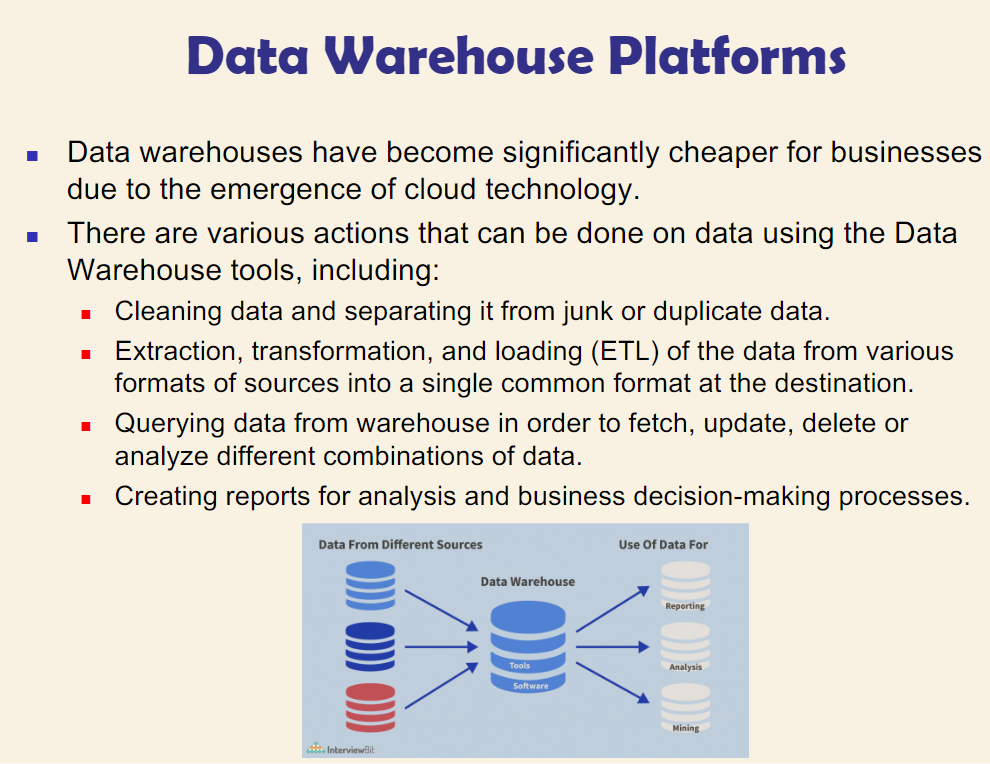 Data Warehouse Platforms
Data warehouses have become significantly cheaper for businesses
due to the emergence of cloud technology.
There are various actions that can be done on data using the Data
Warehouse tools, including:
Cleaning data and separating it from junk or duplicate data.
Extraction, transformation, and loading (ETL) of the data from various
formats of sources into a single common format at the destination.
Querying data from warehouse in order to fetch, update, delete or
analyze different combinations of data.
Creating reports for analysis and business decision-making processes.
Data From Different Sources
Use Of Data For
Data Warehouse
Reporting
Tools
Analysis
Software
Mining
InterviewBit